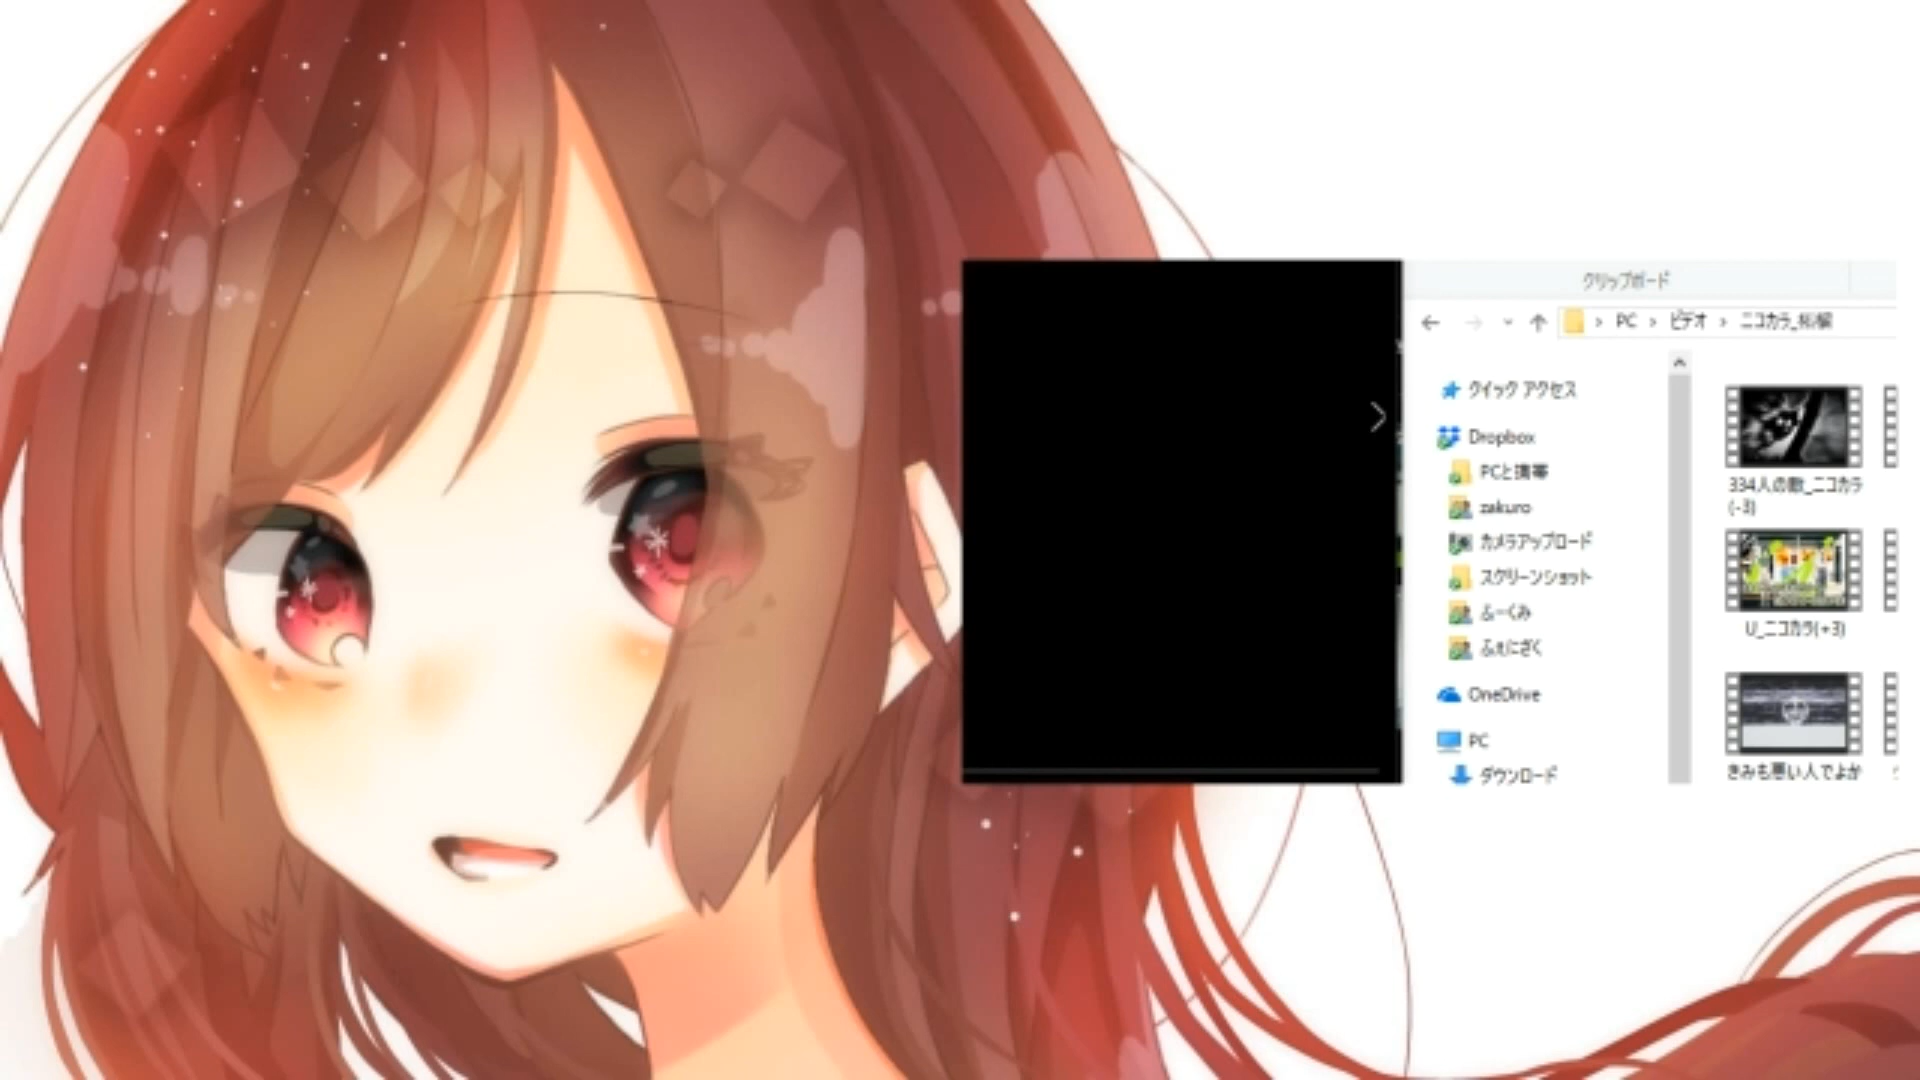 クリップボード
PC › ビデオ › ニコカラ_
クイック アクセス
Dropbox
PCと携帯
zakuro
カメラアップロード
スクリーンショット
ふーくみ
ふぇにざく
OneDrive
PC
ダウンロード
334人の敵_ニコカラ
(-3)
U_ニコカラ(+3)
きみも悪い人でよか